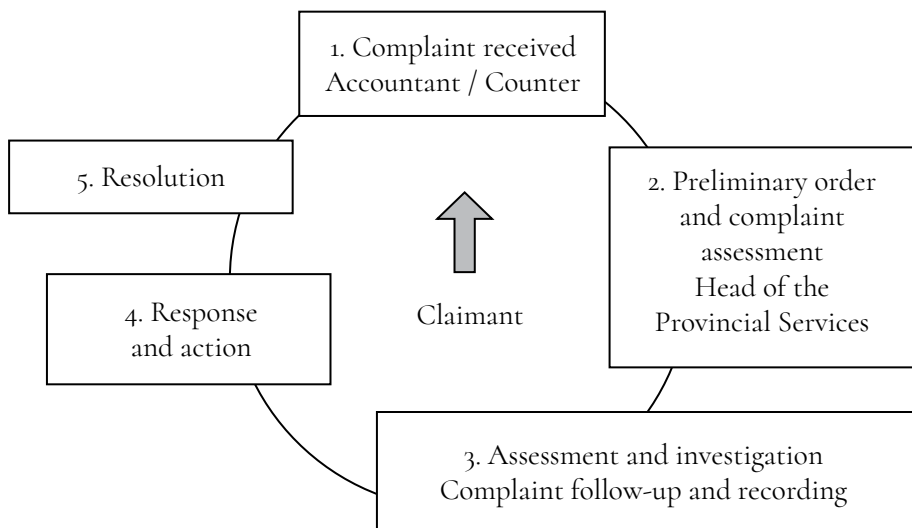 1. Complaint received
Accountant / Counter
2. Preliminary order
and complaint
assessment
Head of the
Provincial Services
3. Assessment and investigation
Complaint follow-up and recording
4. Response
and action
5. Resolution
Claimant